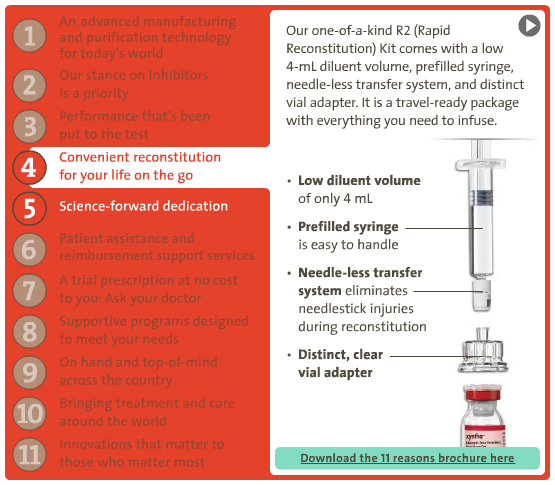 1
An advanced manufacturing
and purification technology
for today's world
2
Our stance on inhibitors
is a priority
3
Performance that's been
put to the test
4
Convenient reconstitution
for your life on the go
5
Science-forward dedication
6
Patient assistance and
reimbursement support services
7
A trial prescription at no cost
to you: Ask your doctor
8
Supportive programs designed
to meet your needs
9
On hand and top-of-mind
across the country
10
Bringing treatment and care
around the world
11
Innovations that matter to
those who matter most
Our one-of-a-kind R2 (Rapid
Reconstitution) Kit comes with a low
4-mL diluent volume, prefilled syringe,
needle-less transfer system, and distinct
vial adapter. It is a travel-ready package
with everything you need to infuse.
• Low diluent volume
of only 4 mL
• Prefilled syringe
is easy to handle
• Needle-less transfer
system eliminates
needlestick injuries
during reconstitution
• Distinct, clear
vial adapter
xyntha
Download the 11 reasons brochure here